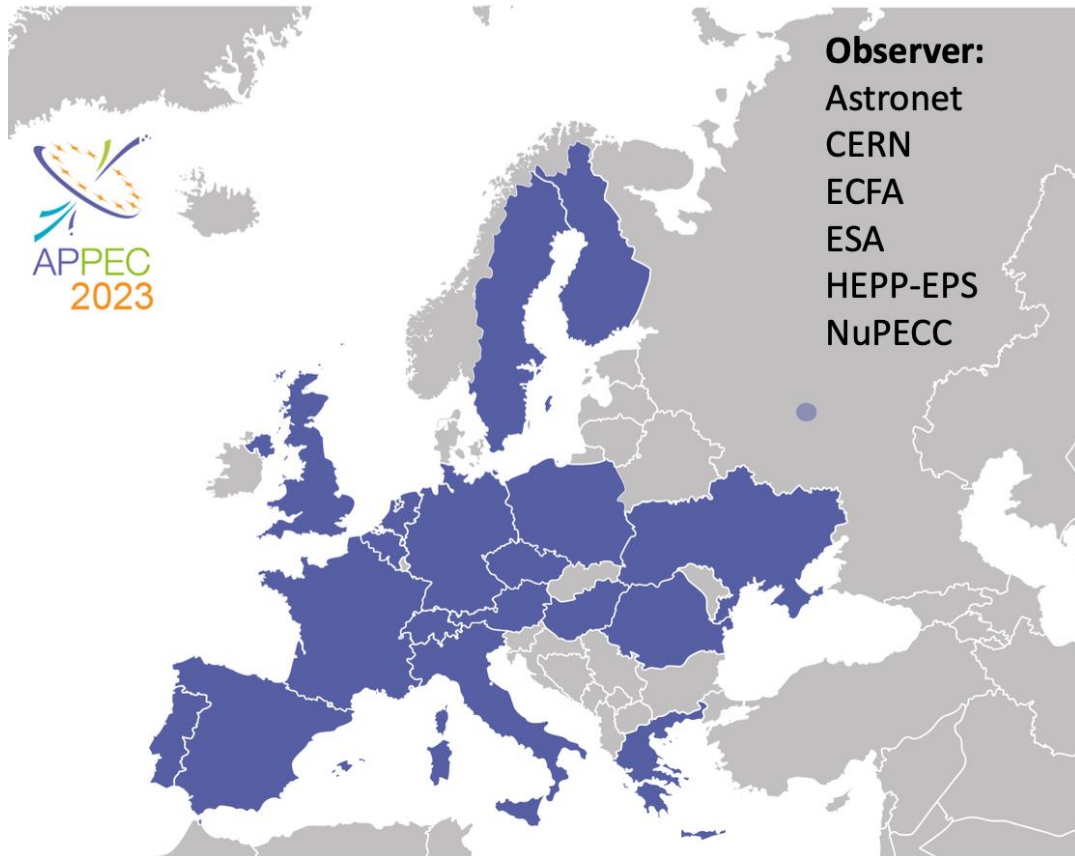 APPEC
2023
Observer:
Astronet
CERN
ECFA
ESA
HEPP-EPS
NuPECC